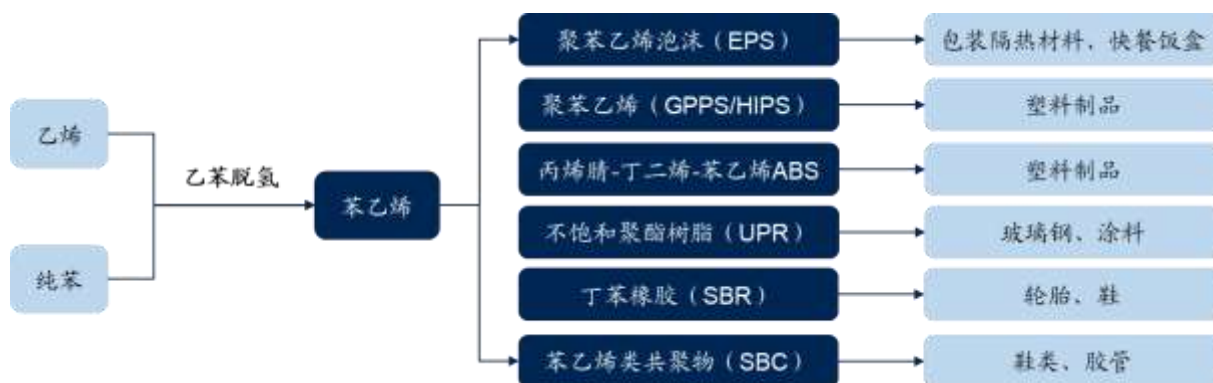 聚苯乙烯泡沫（EPS）
包装隔热材料、快餐饭盒
乙烯
聚苯乙烯（GPPS/HIPS）
塑料制品
乙苯脱氢
丙烯腈-丁二烯-苯乙烯ABS
塑料制品
苯乙烯
不饱和聚酯树脂（UPR）
玻璃钢、涂料
纯苯
丁苯橡胶（SBR）
轮胎、鞋
苯乙烯类共聚物（SBC）
鞋类、胶管